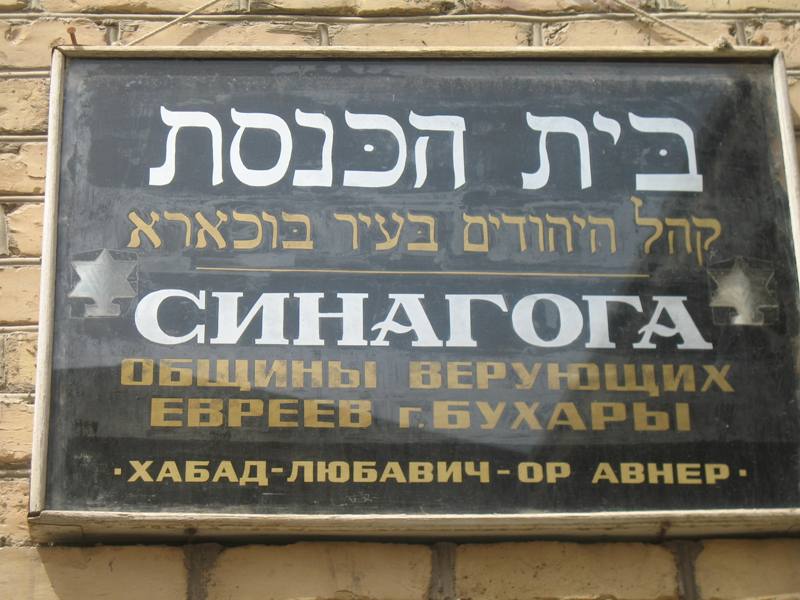 בית הכנסת
קהל היהודים בעיר בוכארא
СИНАГОГА
ОБЩИНЫ ВЕРУЮЩИХ
ЕВРЕЕВ г. БУХАРЫ
·ХАБАД-ЛЮБАВИЧ-ОР АВНЕР·